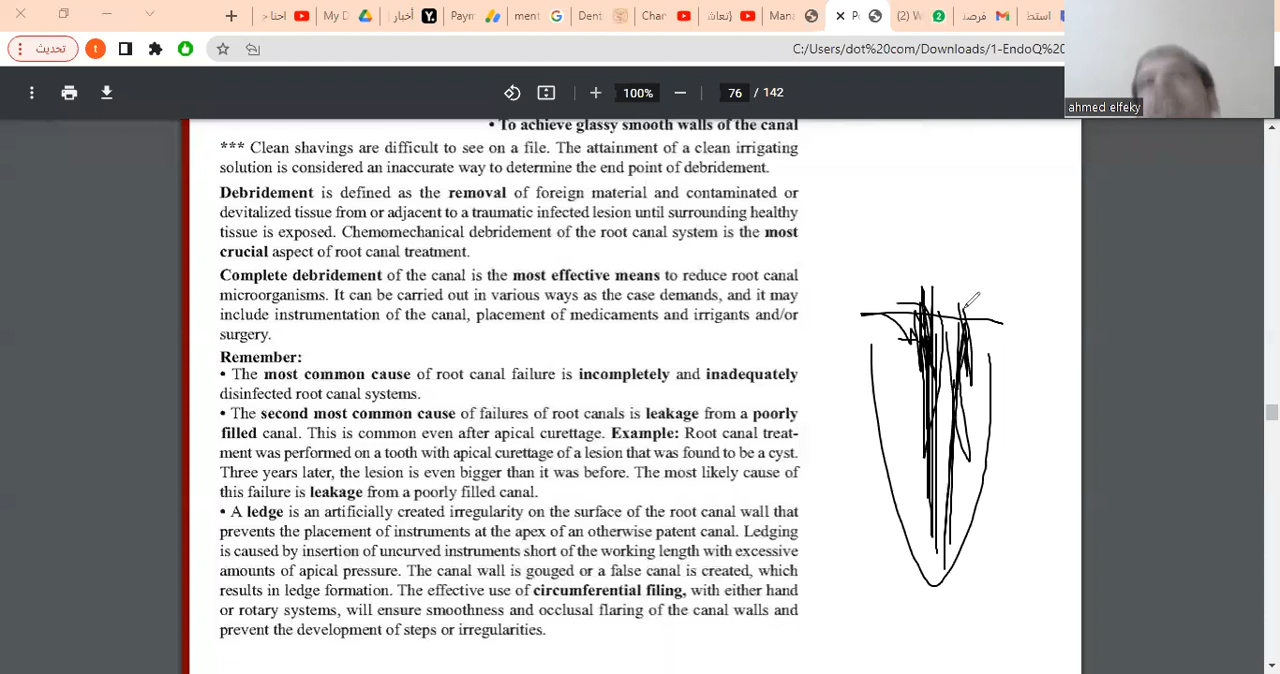 احنا
My D
أخبار
Paym
ment
Dent
Char
إنعاش
Mana
Po
(2) W
فرصة
استط
تحديث
C:/Users/dot%20com/Downloads/1-EndoQ%20
ahmed elfeky
100%
76 / 142
• To achieve glassy smooth walls of the canal
*** Clean shavings are difficult to see on a file. The attainment of a clean irrigating
solution is considered an inaccurate way to determine the end point of debridement.
Debridement is defined as the removal of foreign material and contaminated or
devitalized tissue from or adjacent to a traumatic infected lesion until surrounding healthy
tissue is exposed. Chemomechanical debridement of the root canal system is the most
crucial aspect of root canal treatment.
Complete debridement of the canal is the most effective means to reduce root canal
microorganisms. It can be carried out in various ways as the case demands, and it may
include instrumentation of the canal, placement of medicaments and irrigants and/or
surgery.
Remember:
• The most common cause of root canal failure is incompletely and inadequately
disinfected root canal systems.
• The second most common cause of failures of root canals is leakage from a poorly
filled canal. This is common even after apical curettage. Example: Root canal treat-
ment was performed on a tooth with apical curettage of a lesion that was found to be a cyst.
Three years later, the lesion is even bigger than it was before. The most likely cause of
this failure is leakage from a poorly filled canal.
• A ledge is an artificially created irregularity on the surface of the root canal wall that
prevents the placement of instruments at the apex of an otherwise patent canal. Ledging
is caused by insertion of uncurved instruments short of the working length with excessive
amounts of apical pressure. The canal wall is gouged or a false canal is created, which
results in ledge formation. The effective use of circumferential filing, with either hand
or rotary systems, will ensure smoothness and occlusal flaring of the canal walls and
prevent the development of steps or irregularities.